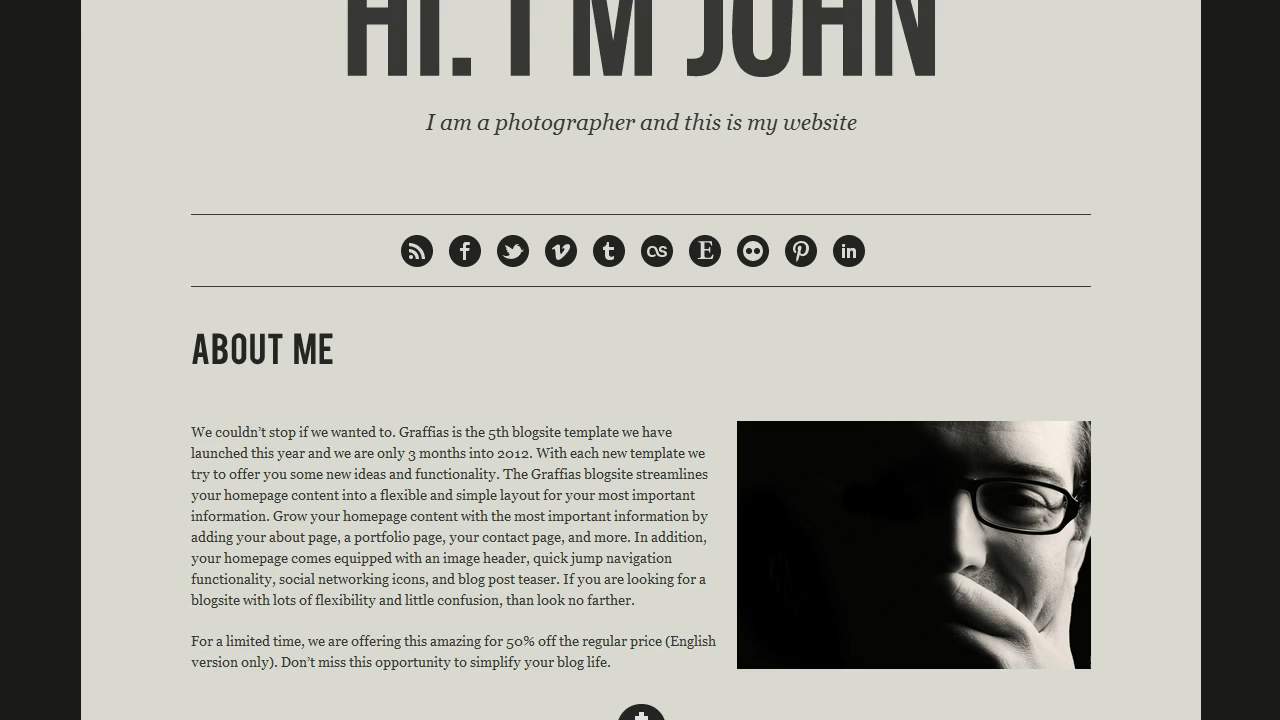 HI. I'M JOHN
I am a photographer and this is my website
ABOUT ME
We couldn’t stop if we wanted to. Graffias is the 5th blogsite template we have
launched this year and we are only 3 months into 2012. With each new template we
try to offer you some new ideas and functionality. The Graffias blogsite streamlines
your homepage content into a flexible and simple layout for your most important
information. Grow your homepage content with the most important information by
adding your about page, a portfolio page, your contact page, and more. In addition,
your homepage comes equipped with an image header, quick jump navigation
functionality, social networking icons, and blog post teaser. If you are looking for a
blogsite with lots of flexibility and little confusion, than look no farther.
For a limited time, we are offering this amazing for 50% off the regular price (English
version only). Don’t miss this opportunity to simplify your blog life.